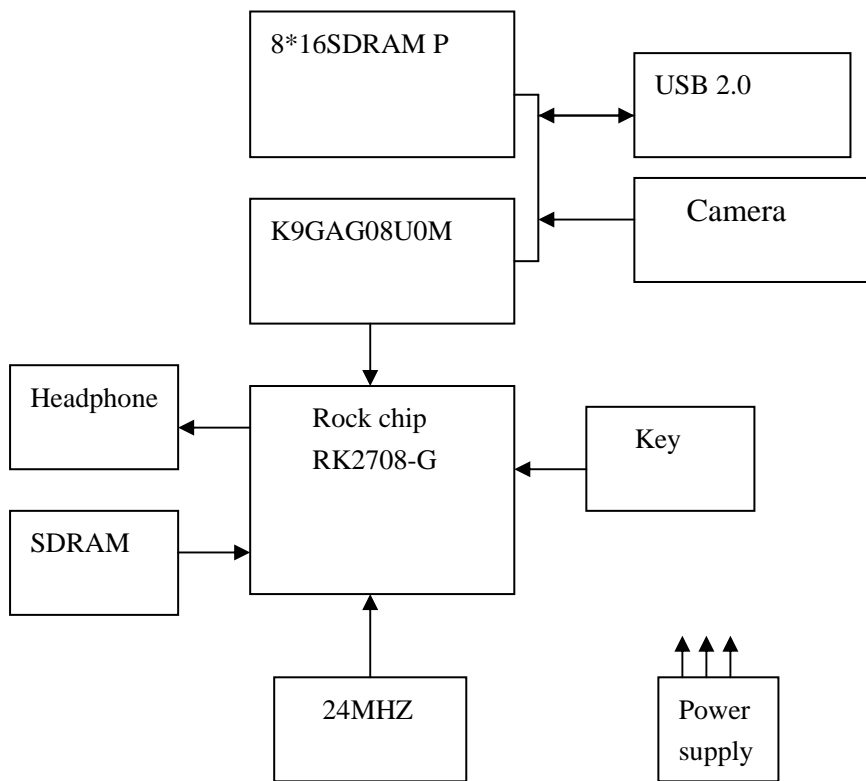 8*16SDRAM P
USB 2.0
Camera
K9GAG08U0M
Headphone
Rock chip
RK2708-G
Key
SDRAM
24MHZ
Power
supply